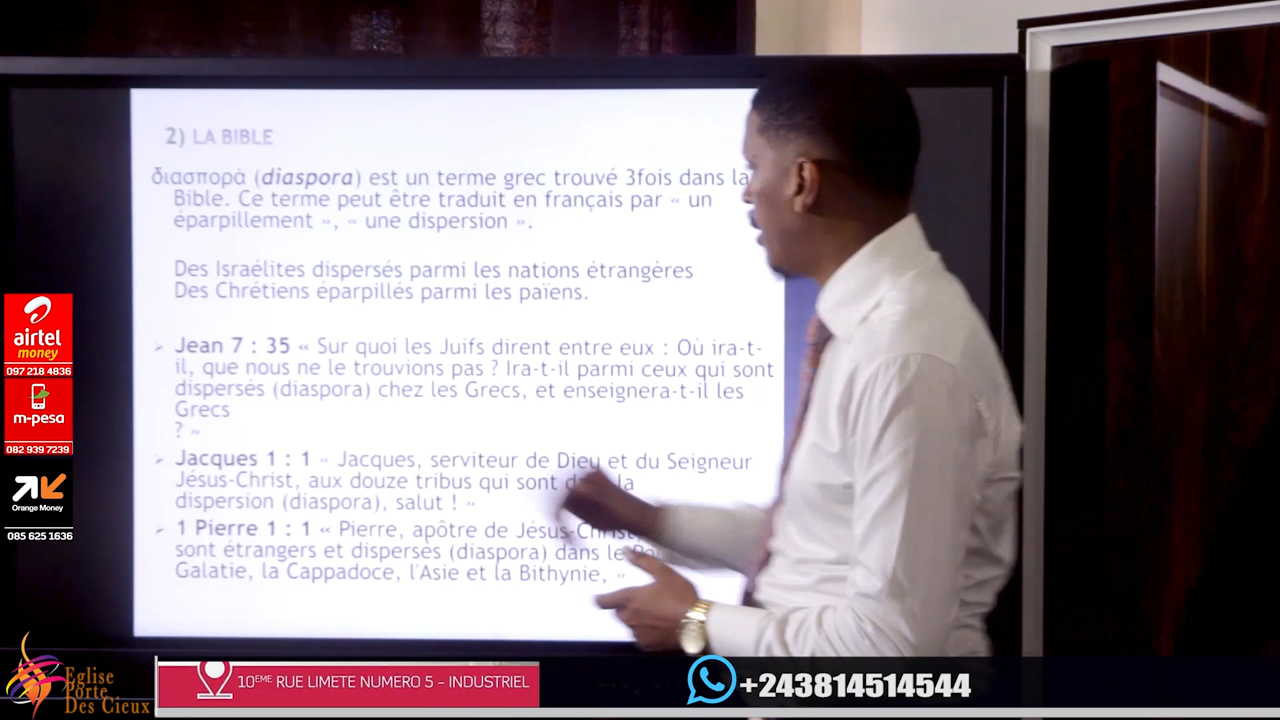 2) LA BIBLE
διασπορά (diaspora) est un terme grec trouvé 3fois dans la
Bible. Ce terme peut être traduit en français par « un
éparpillement », « une dispersion ».
Des Israélites dispersés parmi les nations étrangères
Des Chrétiens éparpillés parmi les païens.
➢ Jean 7 : 35 « Sur quoi les Juifs dirent entre eux : Où ira-t-
il, que nous ne le trouvions pas ? Ira-t-il parmi ceux qui sont
dispersés (diaspora) chez les Grecs, et enseignera-t-il les
Grecs
? »
➢ Jacques 1 : 1 « Jacques, serviteur de Dieu et du Seigneur
Jésus-Christ, aux douze tribus qui sont la
dispersion (diaspora), salut ! »
➢ 1 Pierre 1 : 1 « Pierre, apôtre de Jésus-Christ,
sont étrangers et dispersés (diaspora) dans le
Galatie, la Cappadoce, l'Asie et la Bithynie, »
airtel
money
097 218 4836
m-pesa
082 939 7239
Orange Money
085 625 1636
Eglise
Porte
Des Cieux
10EME RUE LIMETE NUMERO 5 - INDUSTRIEL
+243814514544